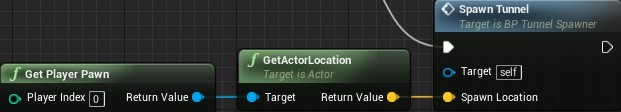 Spawn Tunnel
Target is BP Tunnel Spawner
Target self
Spawn Location
f GetActorLocation
Target is Actor
Target Return Value
f Get Player Pawn
Player Index 0 Return Value